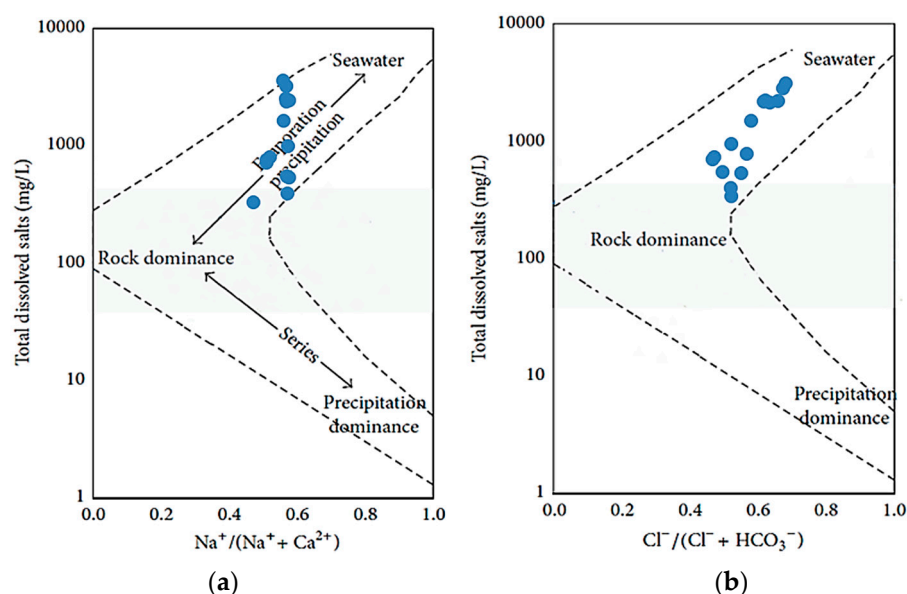 10000
1000
100
10
1
Total dissolved salts (mg/L)
Seawater
Evaporation
precipitation
Rock dominance
Series
Precipitation
dominance
0.0 0.2 0.4 0.6 0.8 1.0
Na⁺/(Na⁺ + Ca²⁺)
(a)
10000
1000
100
10
1
Total dissolved salts (mg/L)
Seawater
Rock dominance
Precipitation
dominance
0.0 0.2 0.4 0.6 0.8 1.0
Cl⁻/(Cl⁻ + HCO₃⁻)
(b)